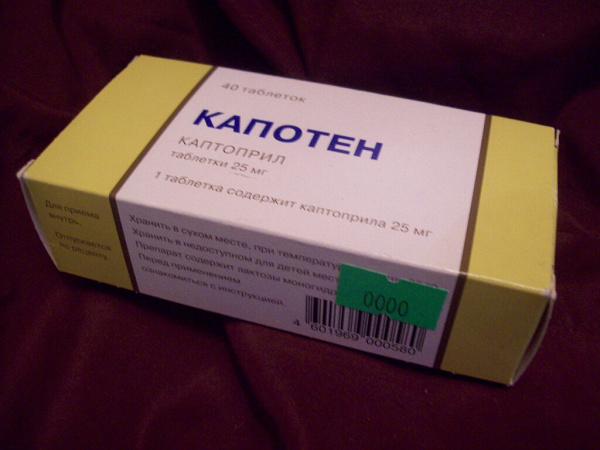 40 таблеток
КАПОТЕН
КАПТОПРИЛ
таблетки 25 мг
1 таблетка содержит каптоприла 25 мг
Для приема
внутрь.
Отпускается
по рецепту.
Хранить в сухом месте, при температуре
Хранить в недоступном для детей месте
Препарат содержит лактозы
Перед применением
ознакомиться с инструкцией.
0000
4 601969 000580